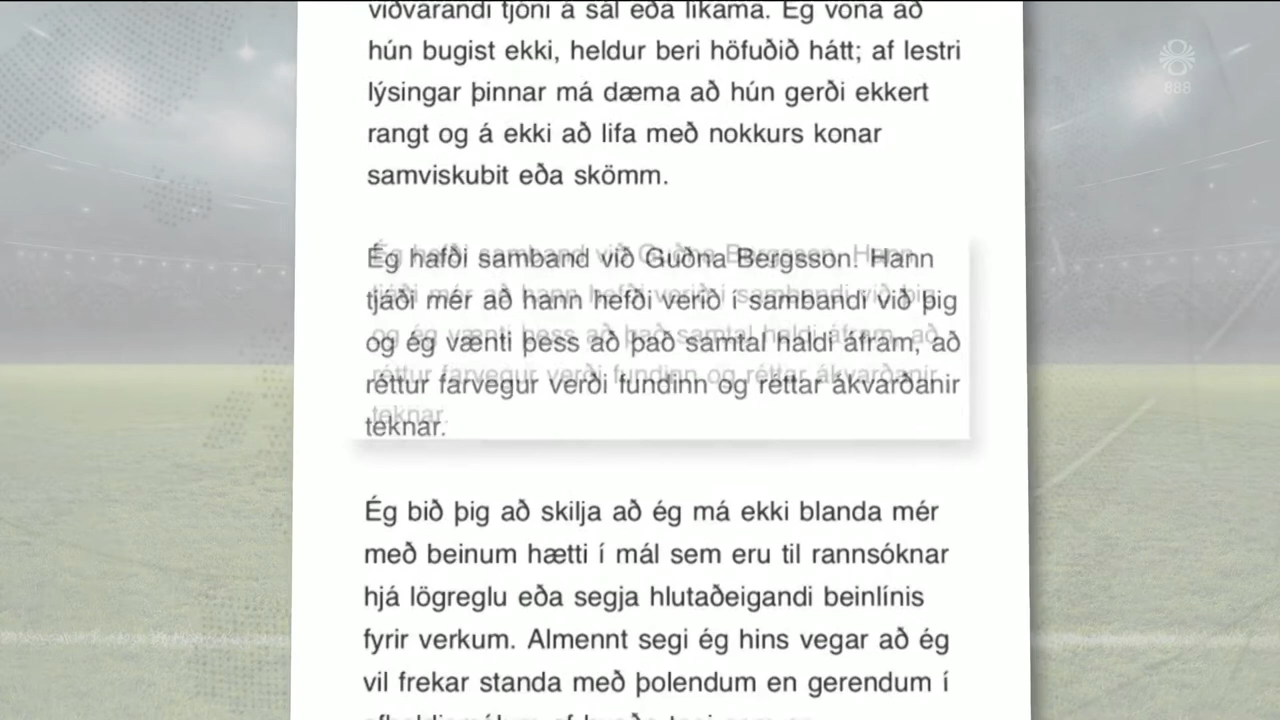 viðvarandi tjóni á sál eða líkama. Ég vona að
hún bugist ekki, heldur beri höfuðið hátt; af lestri
lýsingar þinnar má dæma að hún gerði ekkert
rangt og á ekki að lifa með nokkurs konar
samviskubit eða skömm.
Ég hafði samband við Guðna Bergsson. Hann
tjáði mér að hann hefði verið í sambandi við þig
og ég vænti þess að það samtal haldi áfram, að
réttur farvegur verði fundinn og réttar ákvarðanir
teknar.
Ég bið þig að skilja að ég má ekki blanda mér
með beinum hætti í mál sem eru til rannsóknar
hjá lögreglu eða segja hlutaðeigandi beinlínis
fyrir verkum. Almennt segi ég hins vegar að ég
vil frekar standa með þolendum en gerendum í
888